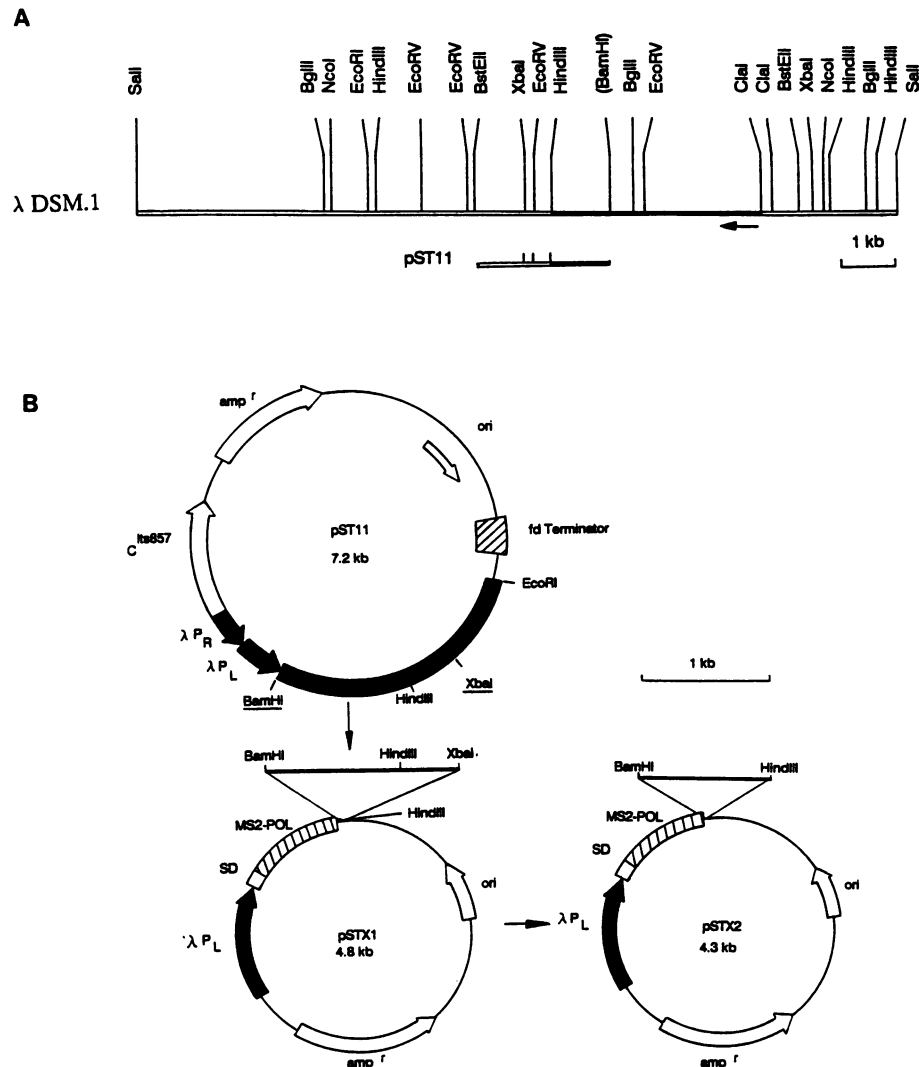 A
SalI
BglII
NcoI
EcoRI
HindIII
EcoRV
EcoRV
BstEII
XbaI
EcoRV
HindIII
(BamHI)
BglII
EcoRV
ClaI
ClaI
BstEII
XbaI
NcoI
HindIII
BglII
HindIII
SalI
λ DSM.1
pST11
1 kb
B
amp r
ori
pST11
7.2 kb
fd Terminator
C Its857
EcoRI
λ PR
λ PL
BamHI
HindIII
XbaI
1 kb
BamHI
HindIII
XbaI
HindIII
MS2-POL
SD
ori
λ PL
pSTX1
4.8 kb
amp r
BamHI
HindIII
MS2-POL
SD
ori
λ PL
pSTX2
4.3 kb
amp r